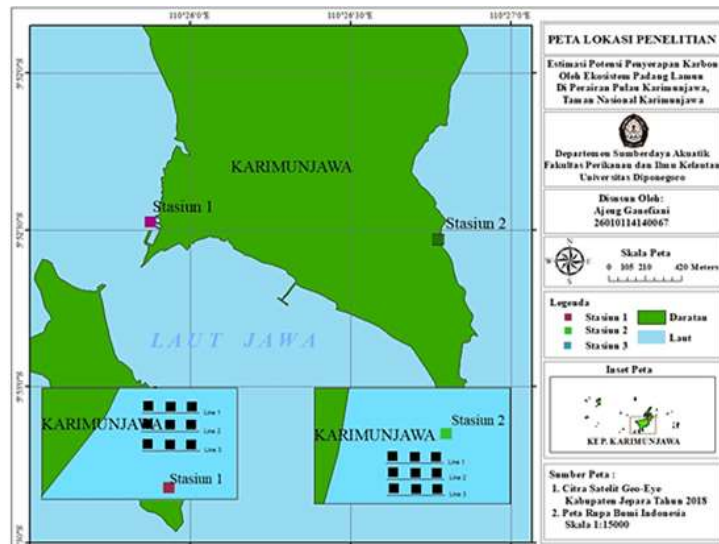 110°26'0"E 110°26'30"E 110°27'0"E
KARIMUNJAWA
Stasiun 1
Stasiun 2
LAUT JAWA
KARIMUNJAWA
Line 1
Line 2
Line 3
Stasiun 1
Stasiun 2
KARIMUNJAWA
Line 1
Line 2
Line 3
PETA LOKASI PENELITIAN
Estimasi Potensi Penyerapan Karbon
Oleh Ekosistem Padang Lamun
Di Perairan Pulau Karimunjawa,
Taman Nasional Karimunjawa
Departemen Sumberdaya Akuatik
Fakultas Perikanan dan Ilmu Kelautan
Universitas Diponegoro
Disusun Oleh:
Ajeng Ganefiani
26010114140067
N
W E
S
Skala Peta
0 105 210 420 Meters
Legenda
Stasiun 1
Stasiun 2
Stasiun 3
Daratan
Laut
Inset Peta
KEP. KARIMUNJAWA
Sumber Peta :
1. Citra Satelit Geo-Eye
Kabupaten Jepara Tahun 2018
2. Peta Rupa Bumi Indonesia
Skala 1:15000